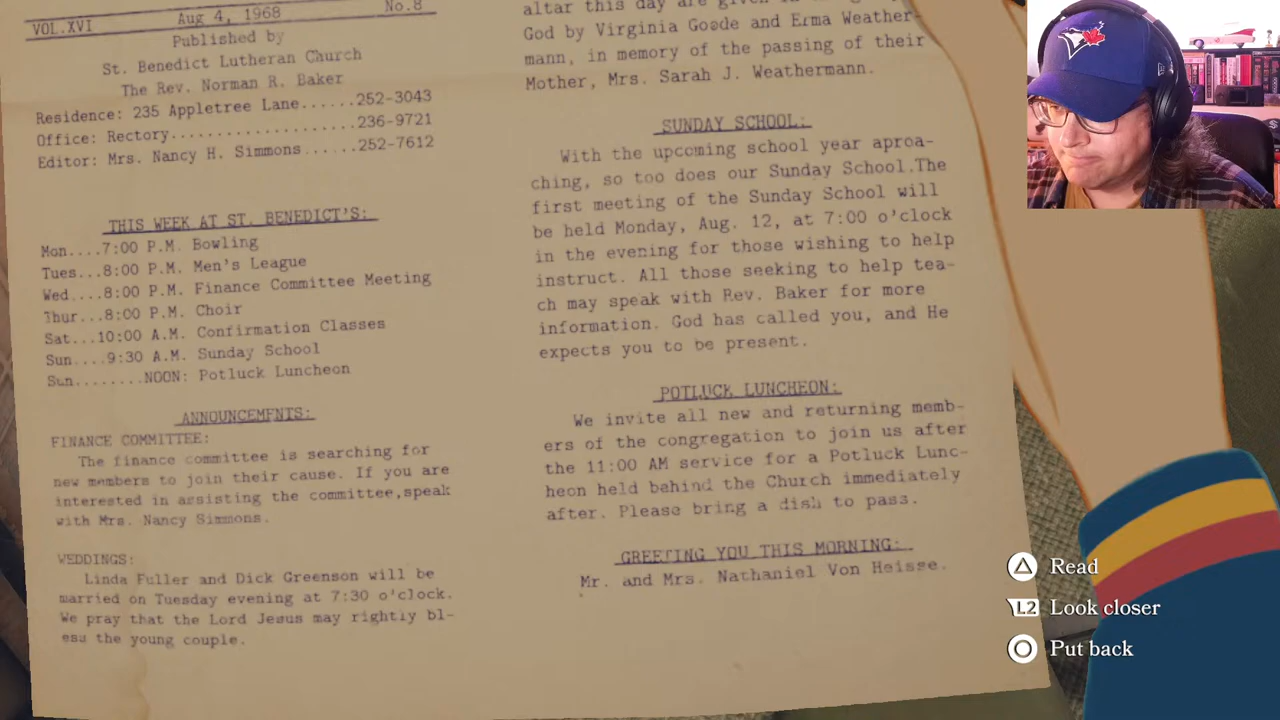 VOL.XVI Aug 4, 1968 No.8
Published by
St. Benedict Lutheran Church
The Rev. Norman R. Baker
Residence: 235 Appletree Lane......252-3043
Office: Rectory....................236-9721
Editor: Mrs. Nancy H. Simmons......252-7612
THIS WEEK AT ST. BENEDICT'S:
Mon....7:00 P.M. Bowling
Tues...8:00 P.M. Men's League
Wed....8:00 P.M. Finance Committee Meeting
Thur...8:00 P.M. Choir
Sat...10:00 A.M. Confirmation Classes
Sun....9:30 A.M. Sunday School
Sun........NOON: Potluck Luncheon
ANNOUNCEMENTS:
FINANCE COMMITTEE:
The finance committee is searching for
new members to join their cause. If you are
interested in assisting the committee,speak
with Mrs. Nancy Simmons.
WEDDINGS:
Linda Fuller and Dick Greenson will be
married on Tuesday evening at 7:30 o'clock.
We pray that the Lord Jesus may rightly bl-
ess the young couple.
altar this day are given
God by Virginia Goede and Erma Weather-
mann, in memory of the passing of their
Mother, Mrs. Sarah J. Weathermann.
SUNDAY SCHOOL:
With the upcoming school year aproa-
ching, so too does our Sunday School.The
first meeting of the Sunday School will
be held Monday, Aug. 12, at 7:00 o'clock
in the evening for those wishing to help
instruct. All those seeking to help tea-
ch may speak with Rev. Baker for more
information. God has called you, and He
expects you to be present.
POTLUCK LUNCHEON:
We invite all new and returning memb-
ers of the congregation to join us after
the 11:00 AM service for a Potluck Lunc-
heon held behind the Church immediately
after. Please bring a dish to pass.
GREETING YOU THIS MORNING:
Mr. and Mrs. Nathaniel Von Heisse.
Read
L2 Look closer
Put back